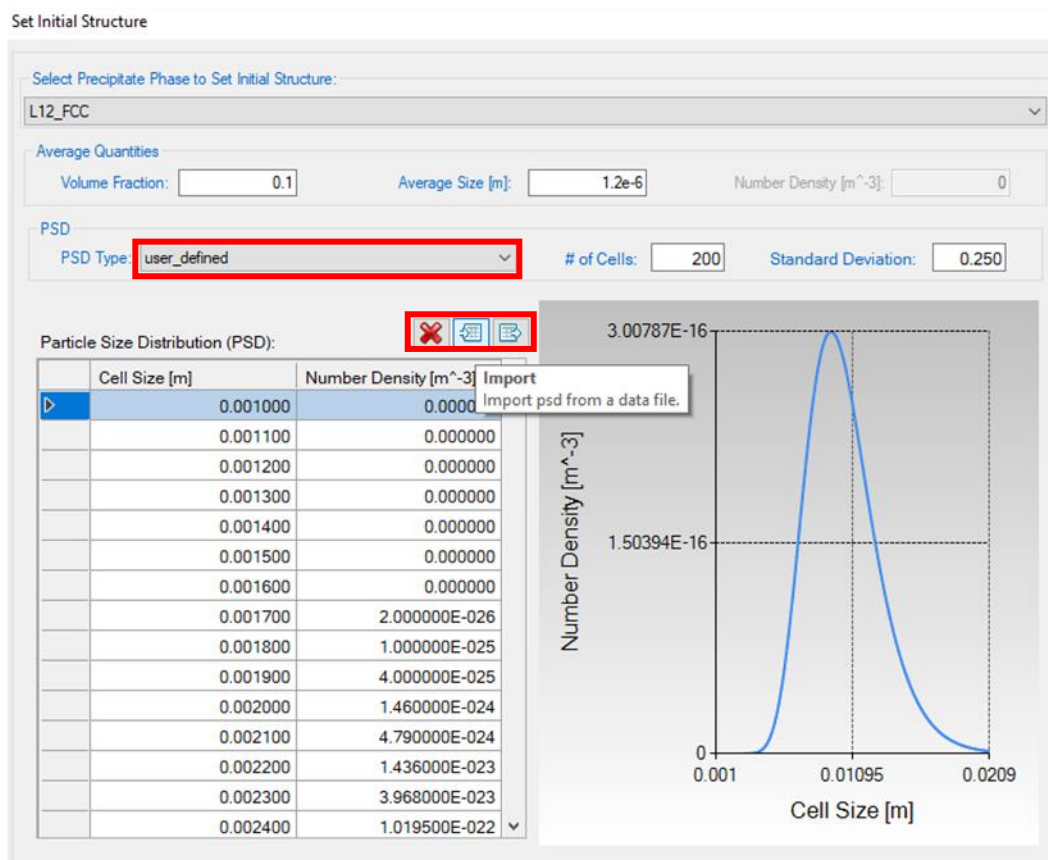 Set Initial Structure
Select Precipitate Phase to Set Initial Structure:
L12_FCC
Average Quantities
Volume Fraction: 0.1 Average Size [m]: 1.2e-6 Number Density [m^-3]: 0
PSD
PSD Type: user_defined # of Cells: 200 Standard Deviation: 0.250
Particle Size Distribution (PSD):
Cell Size [m] Number Density [m^-3]
0.001000 0.0000
0.001100 0.000000
0.001200 0.000000
0.001300 0.000000
0.001400 0.000000
0.001500 0.000000
0.001600 0.000000
0.001700 2.000000E-026
0.001800 1.000000E-025
0.001900 4.000000E-025
0.002000 1.460000E-024
0.002100 4.790000E-024
0.002200 1.436000E-023
0.002300 3.968000E-023
0.002400 1.019500E-022
Import
Import psd from a data file.
3.00787E-16
1.50394E-16
0
Number Density [m^-3]
0.001 0.01095 0.0209
Cell Size [m]